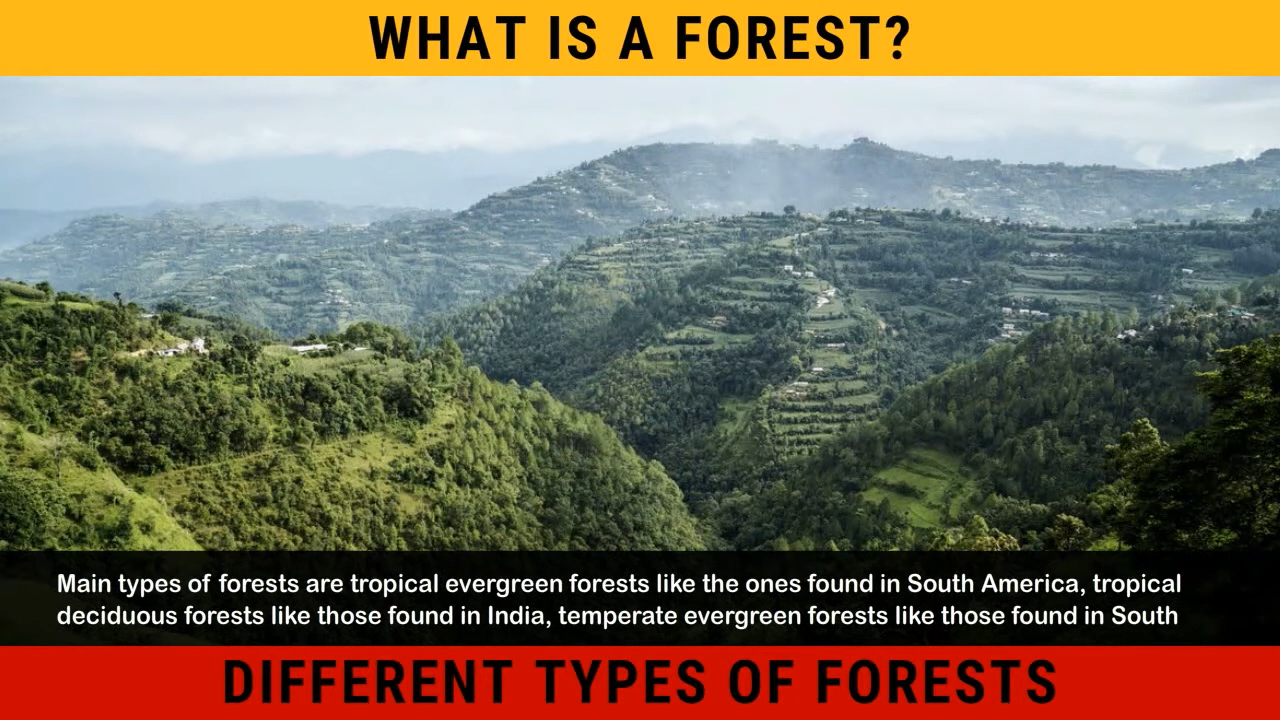 WHAT IS A FOREST?
Main types of forests are tropical evergreen forests like the ones found in South America, tropical
deciduous forests like those found in India, temperate evergreen forests like those found in South
DIFFERENT TYPES OF FORESTS